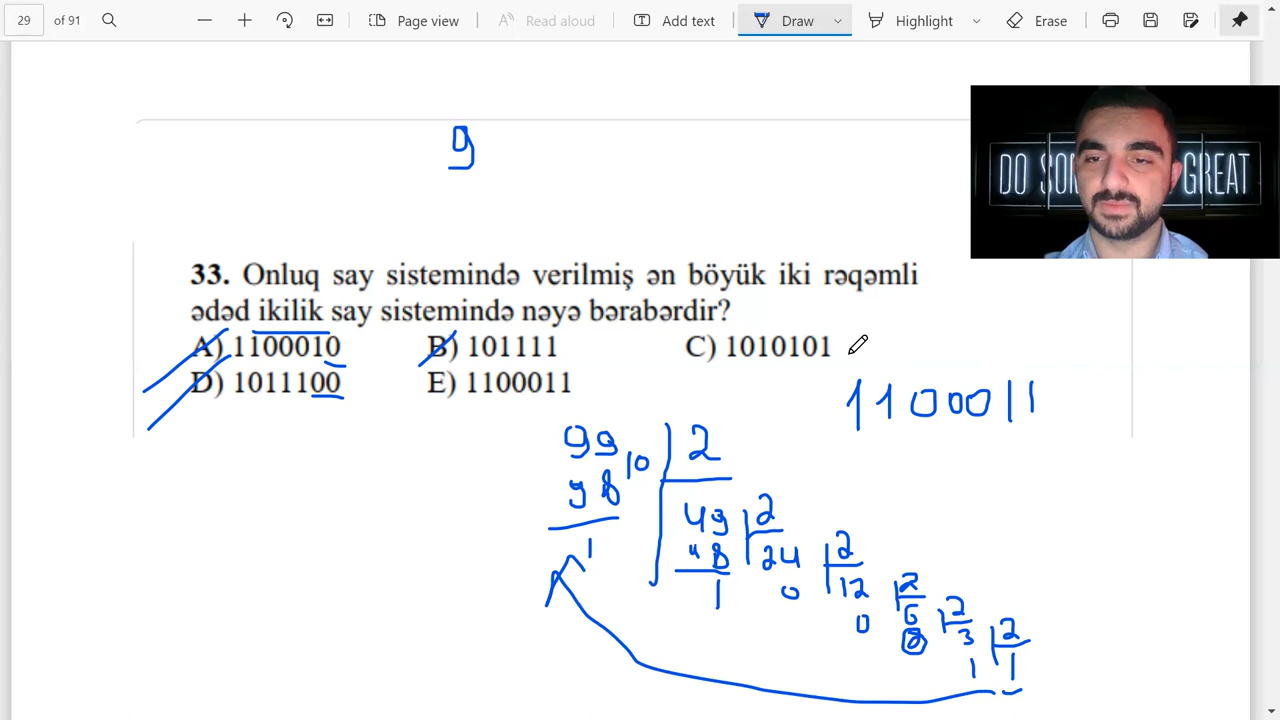 29 of 91 Page view Read aloud Add text Draw Highlight Erase
9
DO SOM GREAT
33. Onluq say sistemində verilmiş ən böyük iki rəqəmli
ədəd ikilik say sistemində nəyə bərabərdir?
A) 1100010 B) 101111 C) 1010101
D) 1011100 E) 1100011
1100011
99 10 2
98 49 2
1 48 24 2
1 0 12 2
0 6 2
3 2
1 1